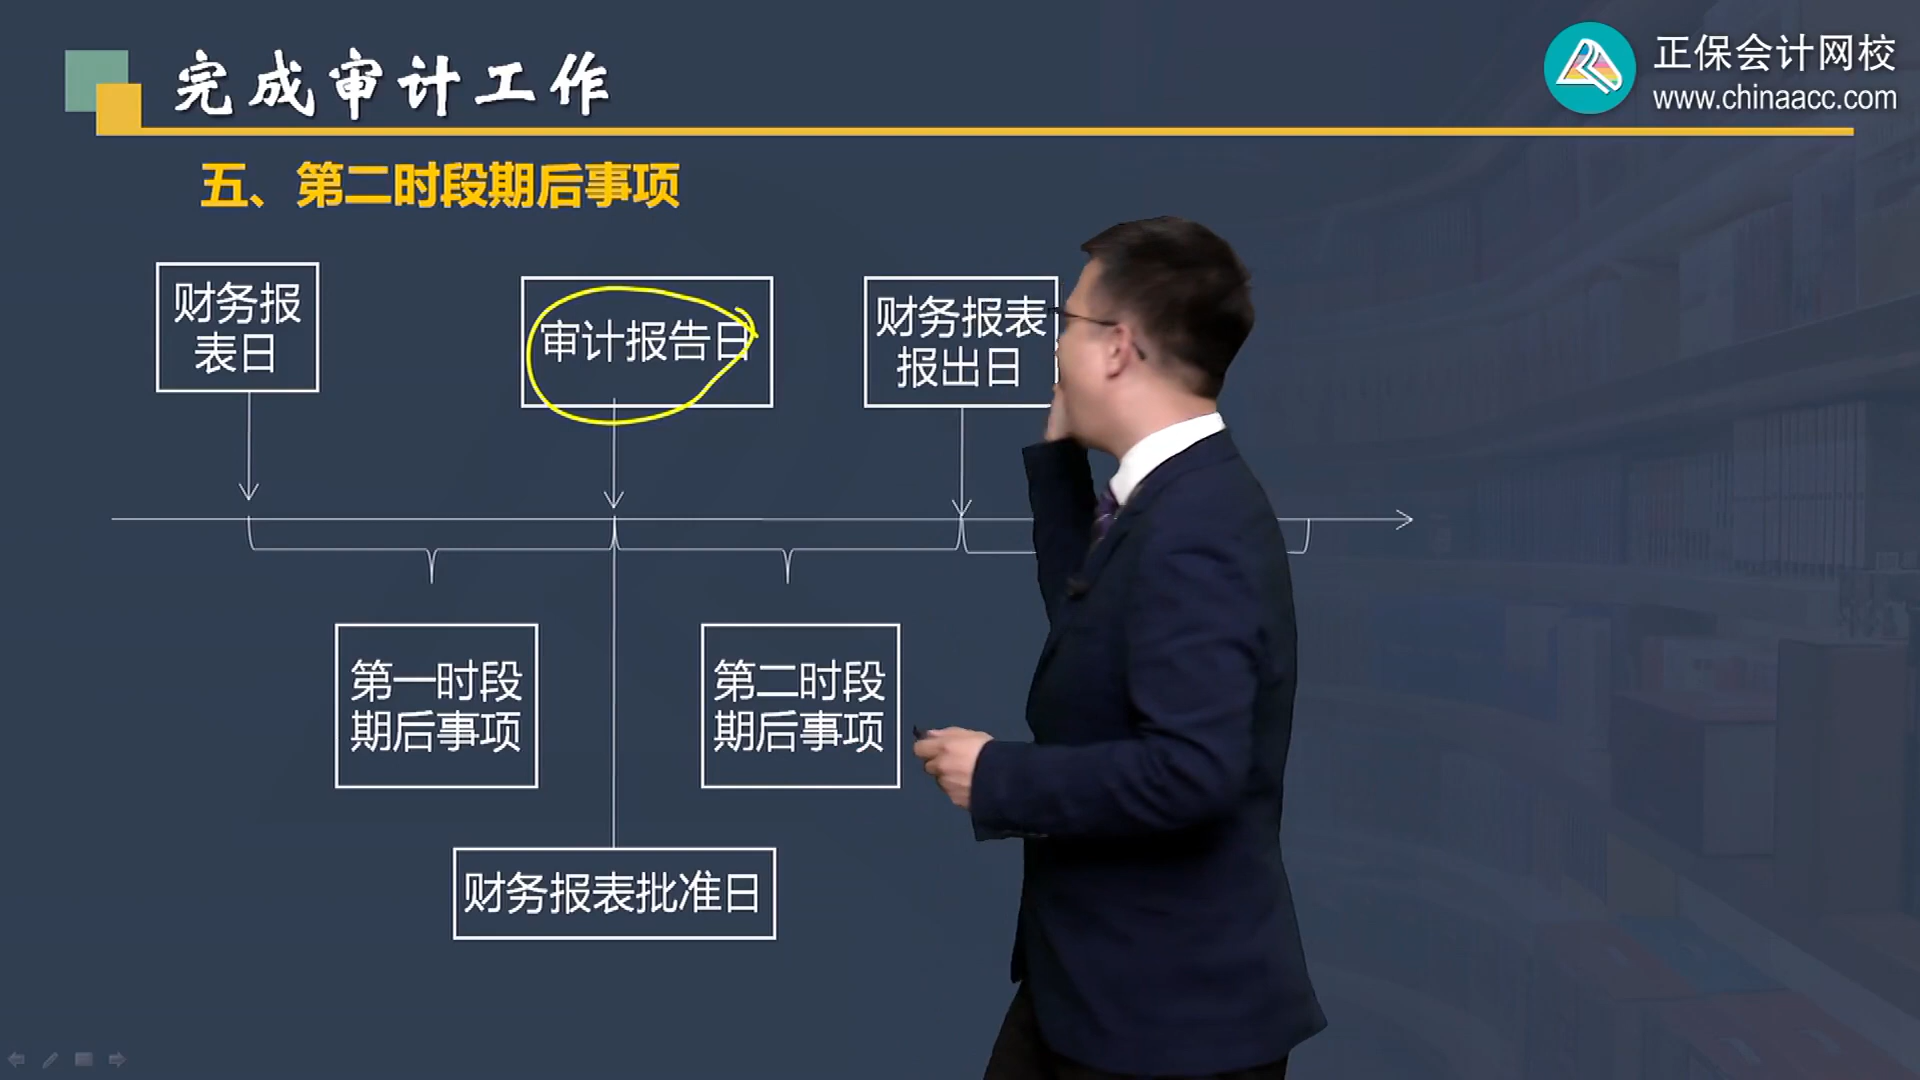 完成审计工作
正保会计网校
www.chinaacc.com
五、第二时段期后事项
财务报
表日
审计报告日
财务报表
报出日
第一时段
期后事项
第二时段
期后事项
财务报表批准日